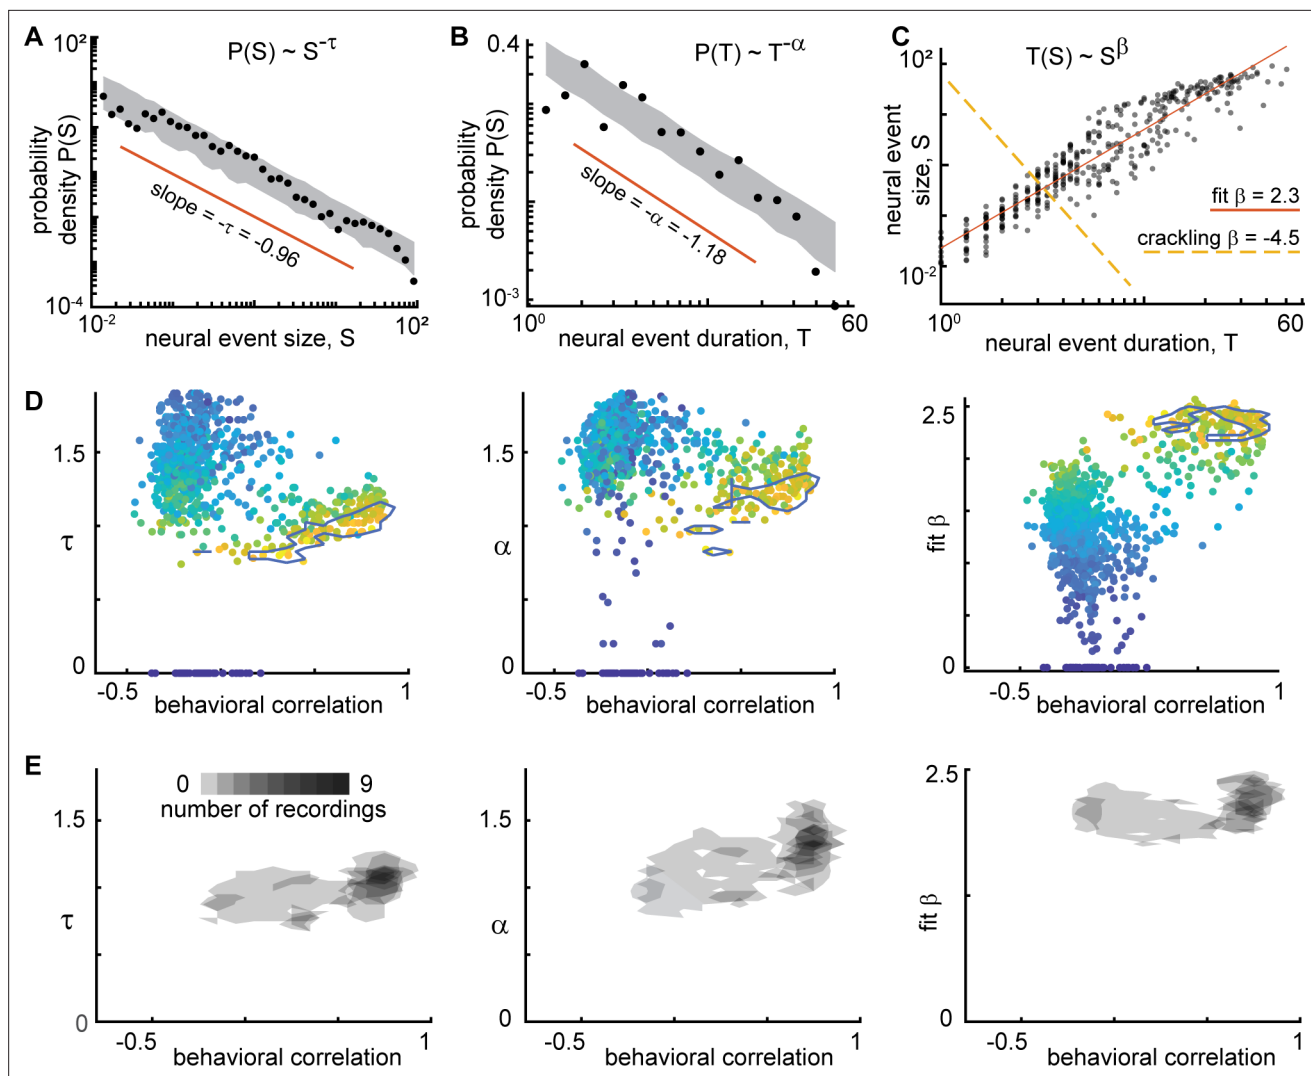 A
P(S) ~ S^-τ
probability
density P(S)
10²
10⁻⁴
slope = -τ = -0.96
10⁻²
10²
neural event size, S
B
P(T) ~ T^-α
probability
density P(S)
0.4
10⁻³
slope = -α = -1.18
10⁰
60
neural event duration, T
C
T(S) ~ S^β
neural event
size, S
10²
10⁻²
fit β = 2.3
crackling β = -4.5
10⁰
60
neural event duration, T
D
1.5
τ
0
-0.5
1
behavioral correlation
1.5
α
0
-0.5
1
behavioral correlation
2.5
fit β
0
-0.5
1
behavioral correlation
E
0
9
number of recordings
1.5
τ
0
-0.5
1
behavioral correlation
1.5
α
0
-0.5
1
behavioral correlation
2.5
fit β
0
-0.5
1
behavioral correlation